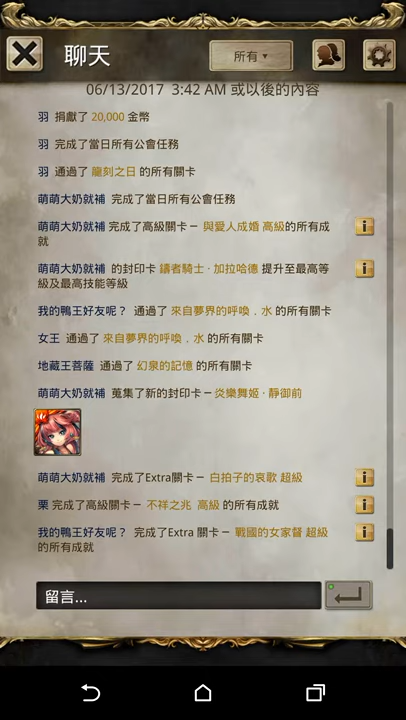 聊天
所有▼
06/13/2017 3:42 AM 或以後的內容
羽 捐獻了 20,000 金幣
羽 完成了當日所有公會任務
羽 通過了 龍刻之日 的所有關卡
萌萌大奶就補 完成了當日所有公會任務
萌萌大奶就補 完成了高級關卡－ 與愛人成婚 高級的所有成
就
萌萌大奶就補 的封印卡 鑄者騎士 · 加拉哈德 提升至最高等
級及最高技能等級
我的鴨王好友呢？ 通過了 來自夢界的呼喚．水 的所有關卡
女王 通過了 來自夢界的呼喚．水 的所有關卡
地藏王菩薩 通過了 幻泉的記憶 的所有關卡
萌萌大奶就補 蒐集了新的封印卡－炎樂舞姬 · 靜御前
萌萌大奶就補 完成了Extra關卡－ 白拍子的哀歌 超級
栗 完成了高級關卡－ 不祥之兆 高級 的所有成就
我的鴨王好友呢？ 完成了Extra 關卡－ 戰國的女家督 超級
的所有成就
留言...